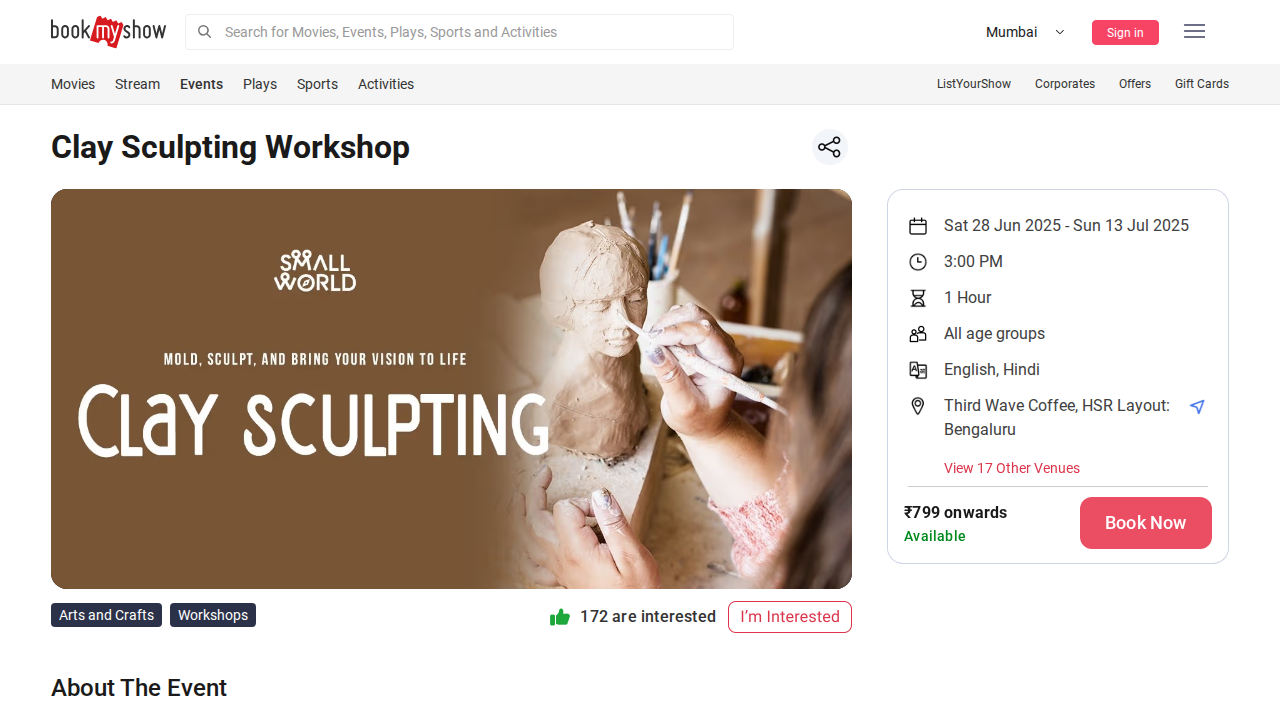 book my show
Search for Movies, Events, Plays, Sports and Activities
Mumbai
Sign in
Movies
Stream
Events
Plays
Sports
Activities
ListYourShow
Corporates
Offers
Gift Cards
Clay Sculpting Workshop
SMALL
WORLD
MOLD, SCULPT, AND BRING YOUR VISION TO LIFE
CLaY SCULPTING
Sat 28 Jun 2025 - Sun 13 Jul 2025
3:00 PM
1 Hour
All age groups
English, Hindi
Third Wave Coffee, HSR Layout:
Bengaluru
View 17 Other Venues
₹799 onwards
Available
Book Now
Arts and Crafts
Workshops
172 are interested
I’m Interested
About The Event